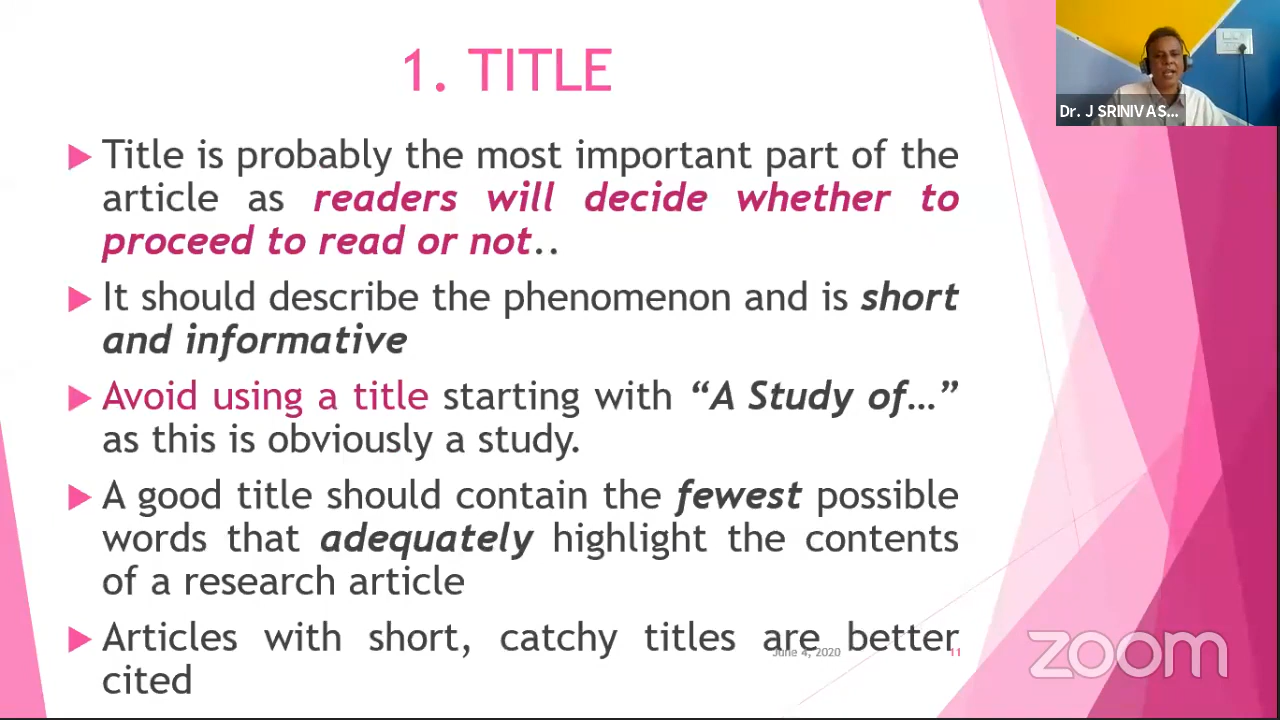 1. TITLE
Dr. J SRINIVAS...
Title is probably the most important part of the
article as readers will decide whether to
proceed to read or not..
It should describe the phenomenon and is short
and informative
Avoid using a title starting with “A Study of…”
as this is obviously a study.
A good title should contain the fewest possible
words that adequately highlight the contents
of a research article
Articles with short, catchy titles are better
cited
June 4, 2020
11
zoom